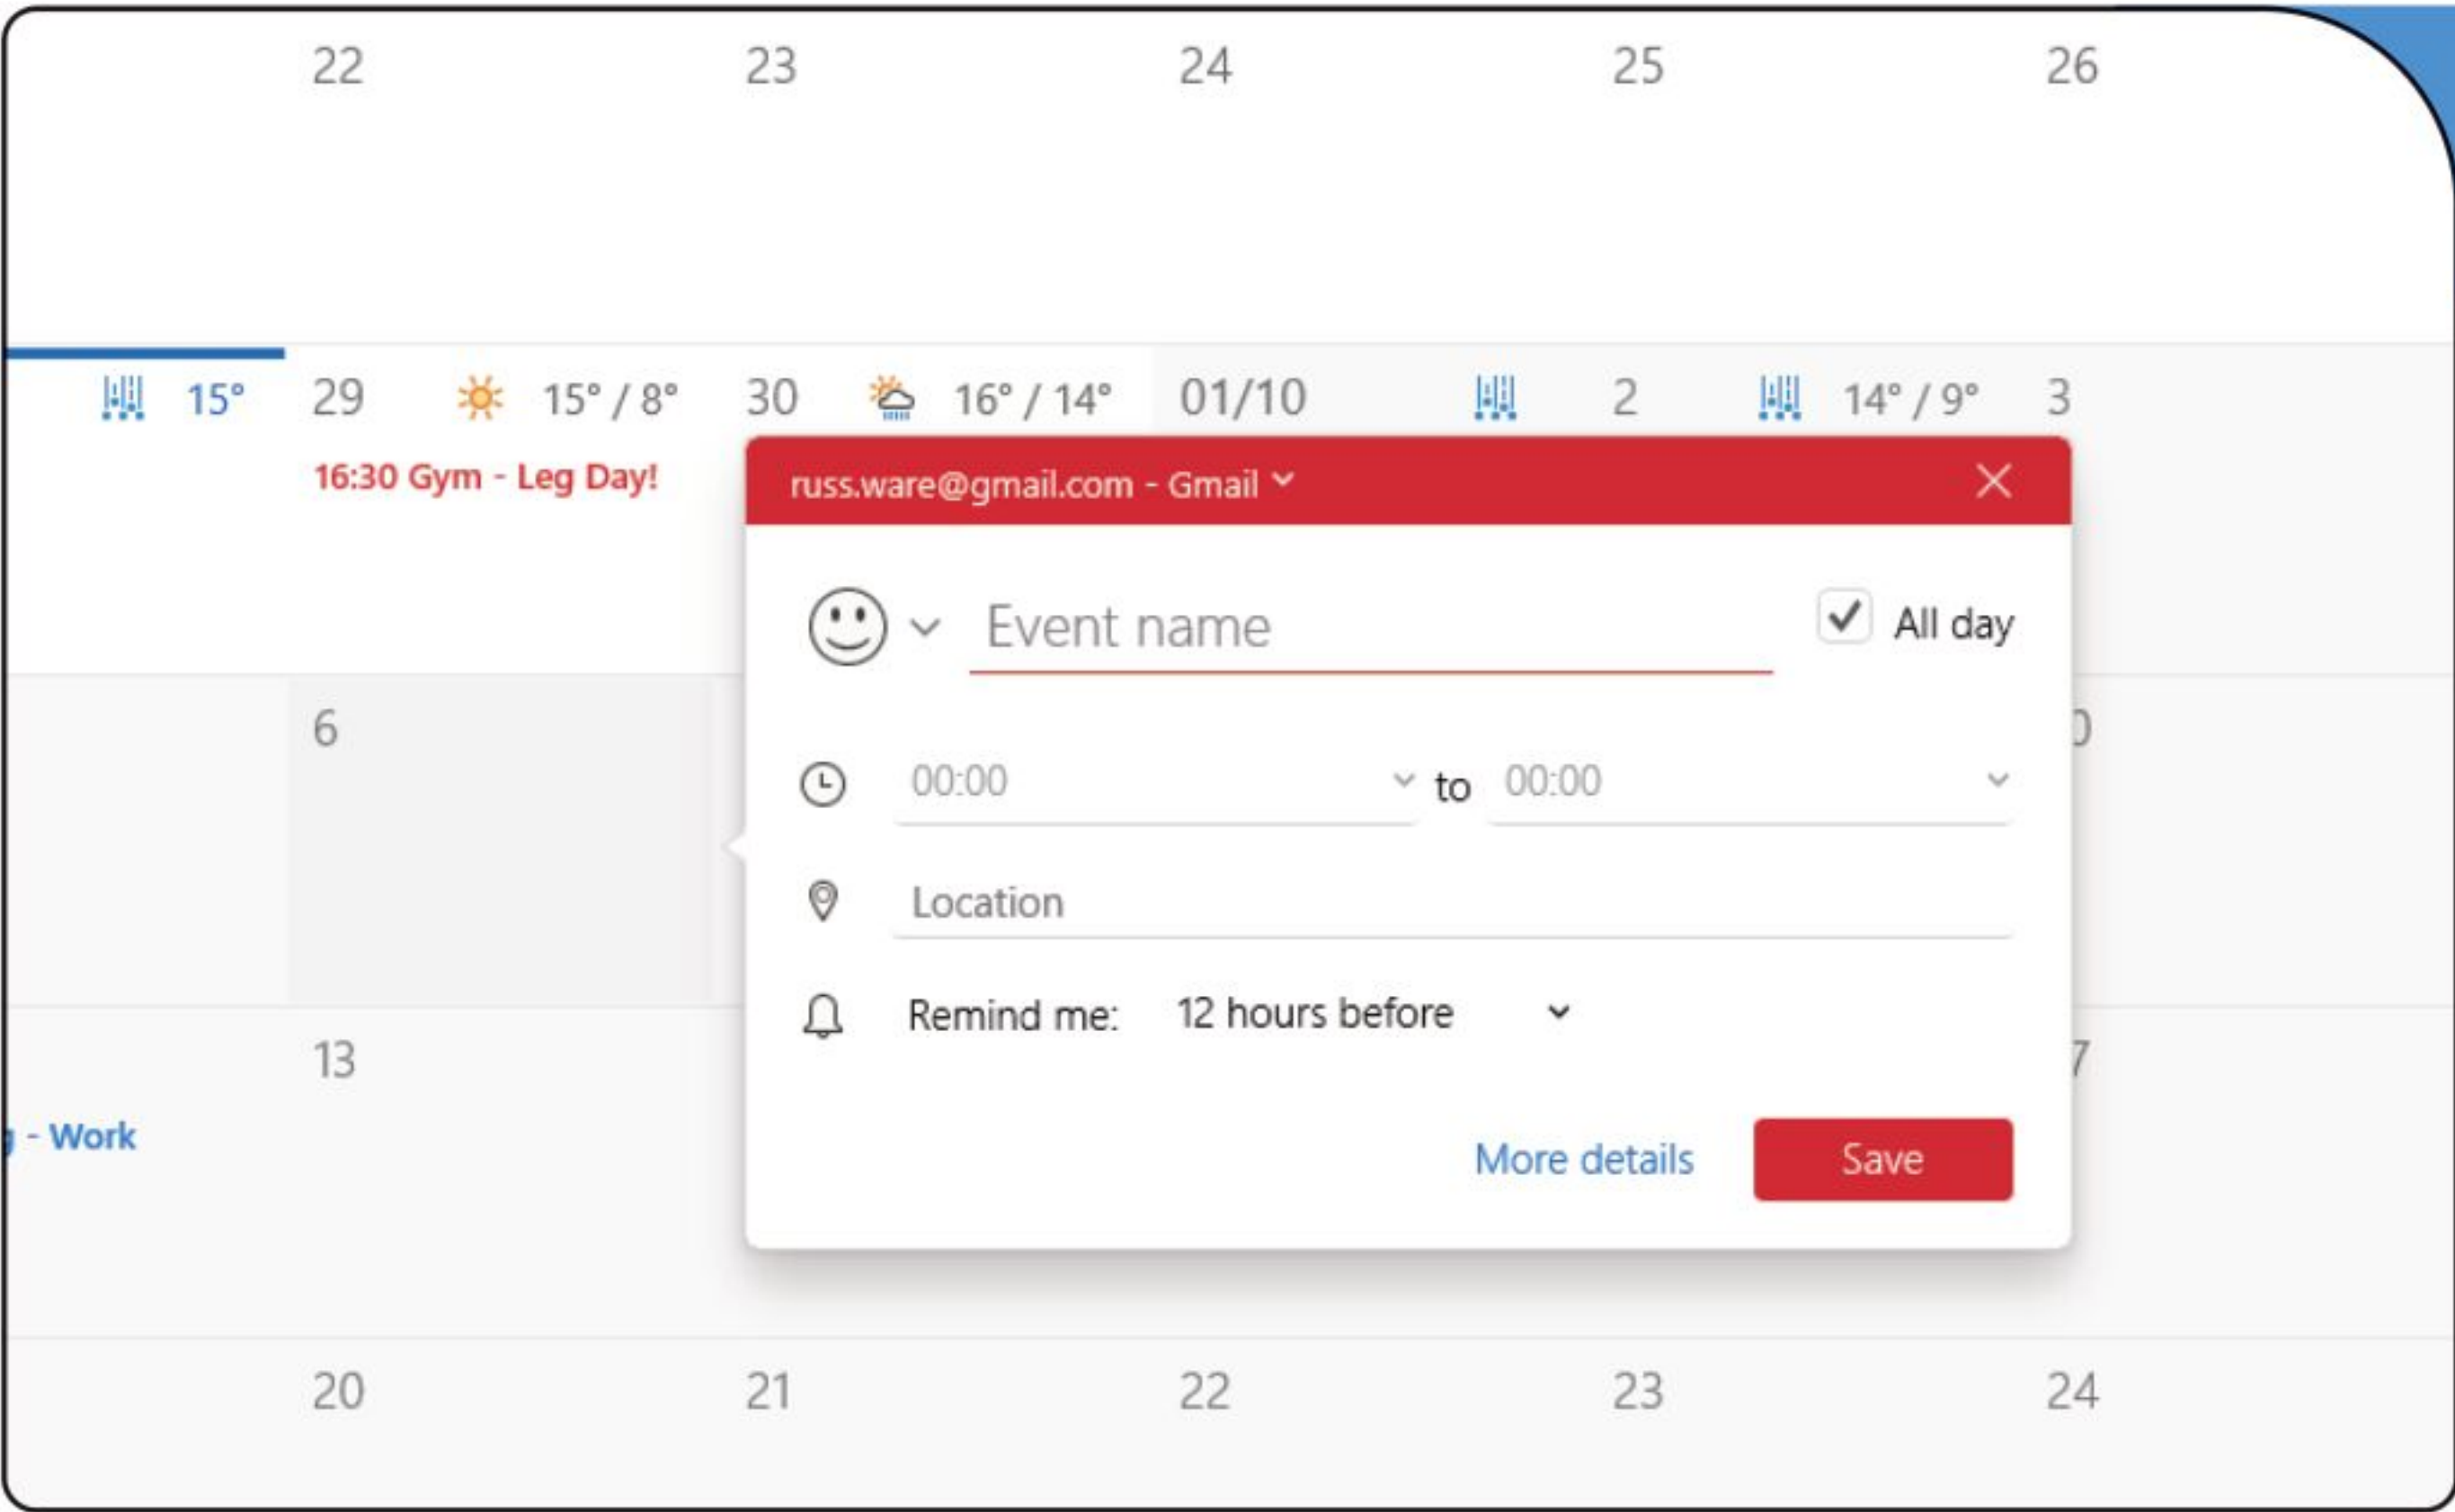 22 23 24 25 26
15° 29 15° / 8° 30 16° / 14° 01/10 2 14° / 9° 3
16:30 Gym - Leg Day!
russ.ware@gmail.com - Gmail
Event name All day
6
00:00 to 00:00
Location
Remind me: 12 hours before
13
- Work
More details Save
20 21 22 23 24